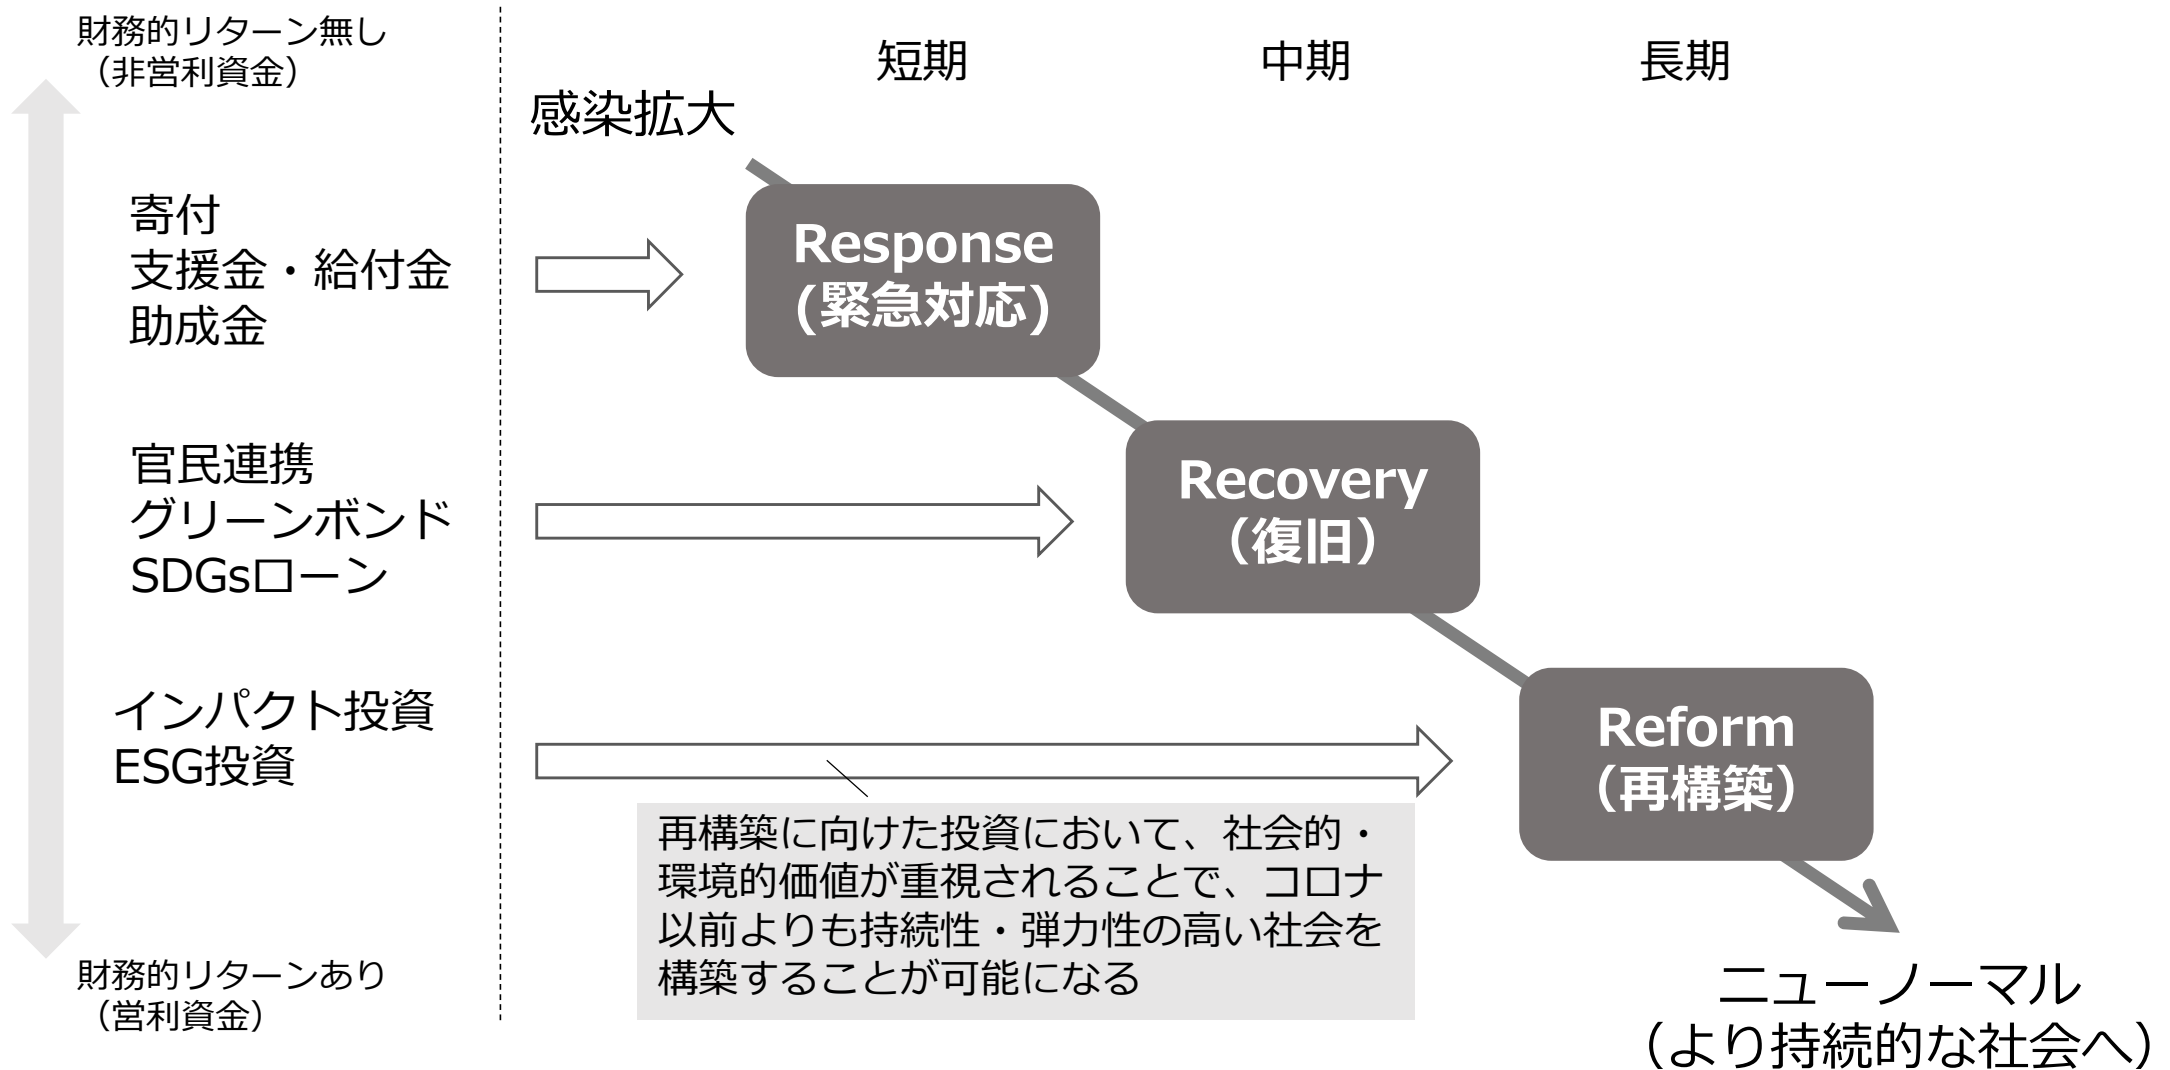 財務的リターン無し
（非営利資金）
短期
中期
長期
感染拡大
寄付
支援金・給付金
助成金
Response
(緊急対応)
官民連携
グリーンボンド
SDGsローン
Recovery
（復旧）
インパクト投資
ESG投資
Reform
（再構築）
再構築に向けた投資において、社会的・
環境的価値が重視されることで、コロナ
以前よりも持続性・弾力性の高い社会を
構築することが可能になる
財務的リターンあり
（営利資金）
ニューノーマル
（より持続的な社会へ）